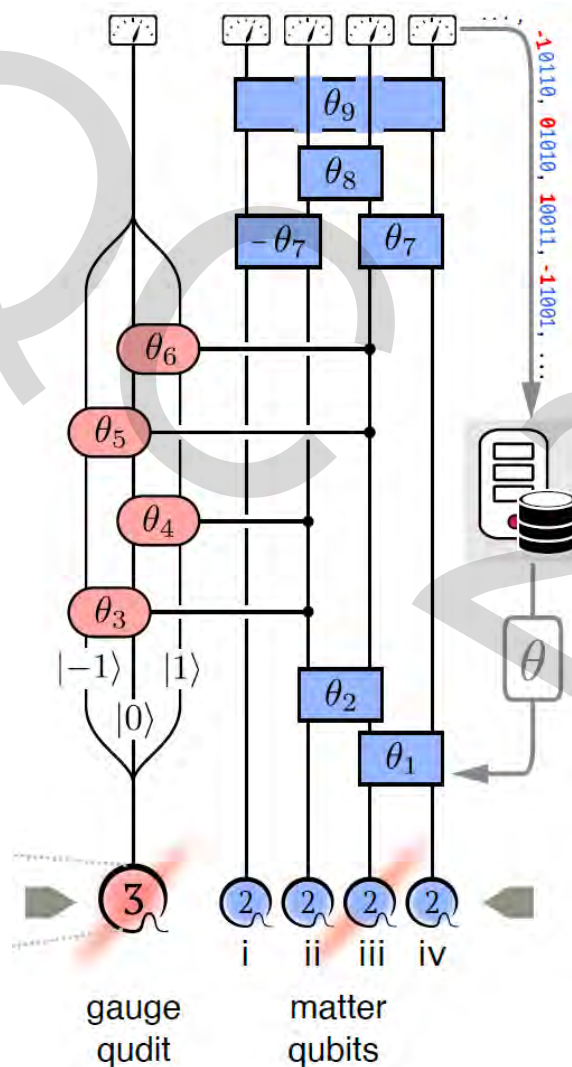 ..., -10110, 01010, 10011, -11001, ...
θ9
θ8
-θ7
θ7
θ6
θ5
θ4
θ3
|-1⟩
|1⟩
|0⟩
θ2
θ
θ1
3
2
2
2
2
i
ii
iii
iv
gauge
qudit
matter
qubits